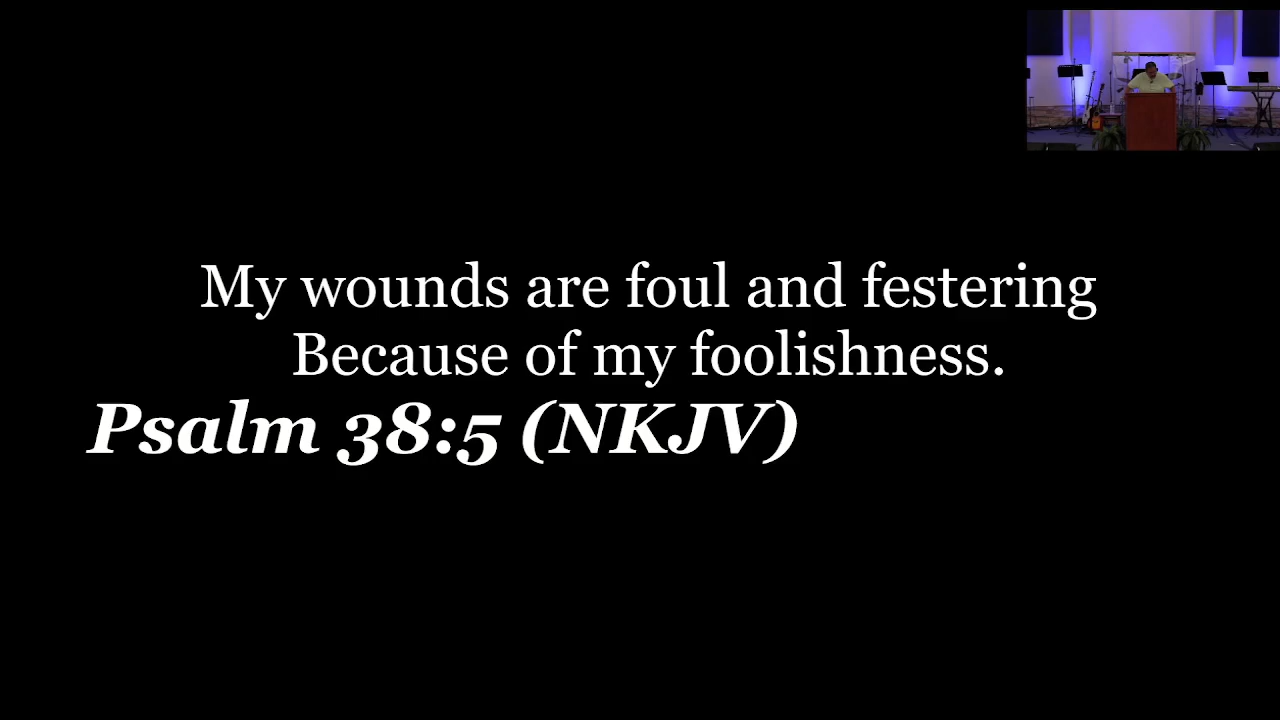 My wounds are foul and festering
Because of my foolishness.
Psalm 38:5 (NKJV)